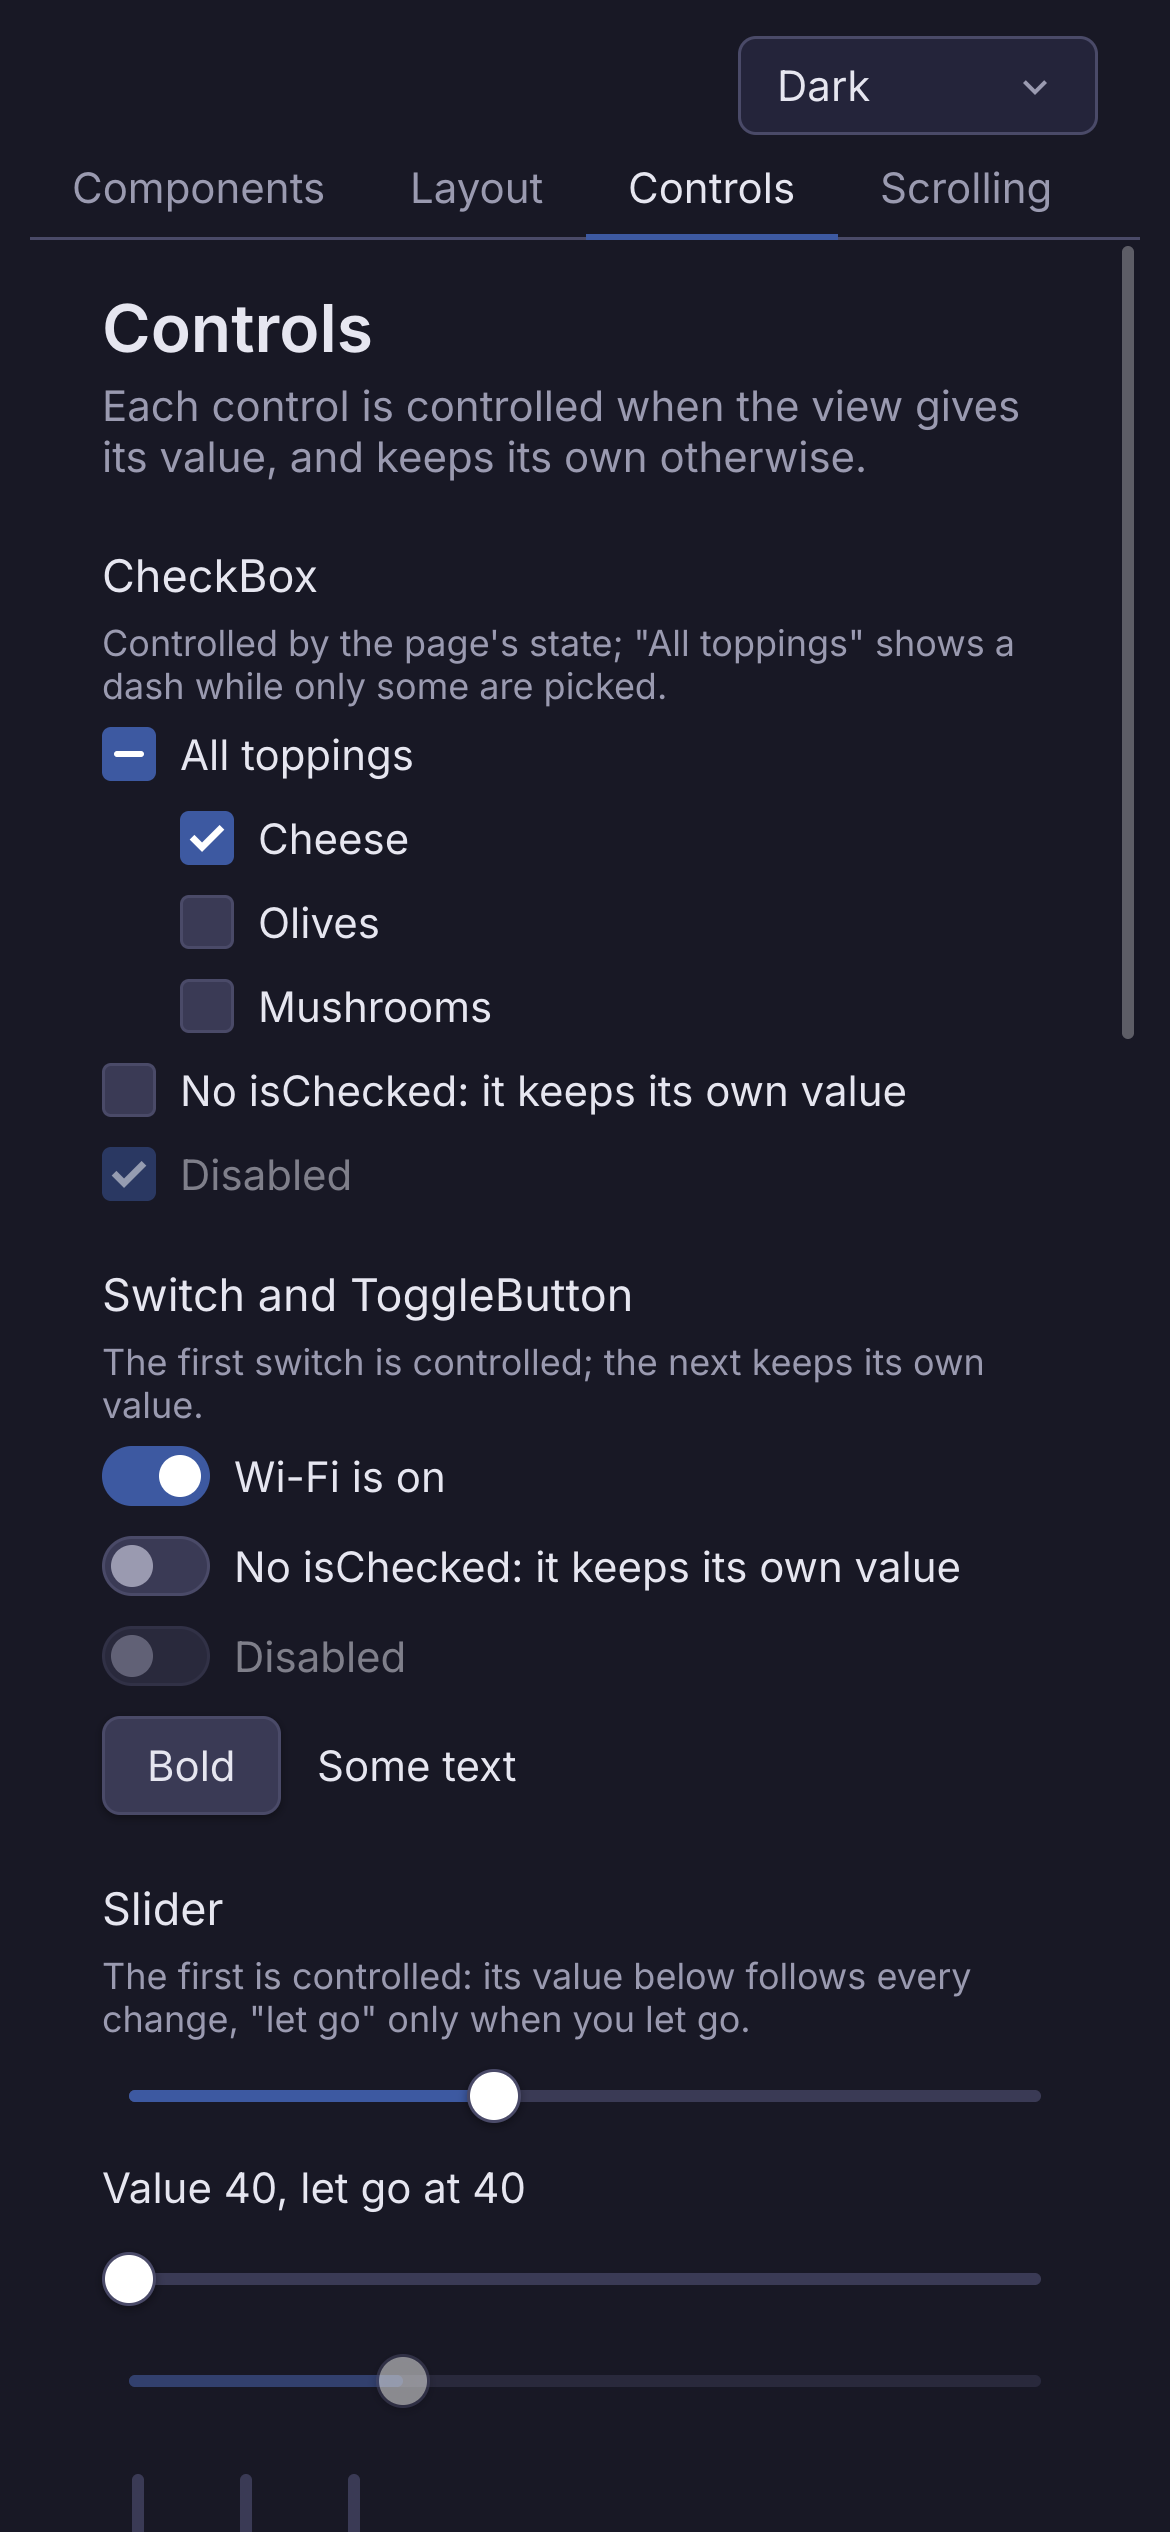 Dark
Components Layout Controls Scrolling
Controls
Each control is controlled when the view gives
its value, and keeps its own otherwise.
CheckBox
Controlled by the page's state; "All toppings" shows a
dash while only some are picked.
All toppings
Cheese
Olives
Mushrooms
No isChecked: it keeps its own value
Disabled
Switch and ToggleButton
The first switch is controlled; the next keeps its own
value.
Wi-Fi is on
No isChecked: it keeps its own value
Disabled
Bold Some text
Slider
The first is controlled: its value below follows every
change, "let go" only when you let go.
Value 40, let go at 40